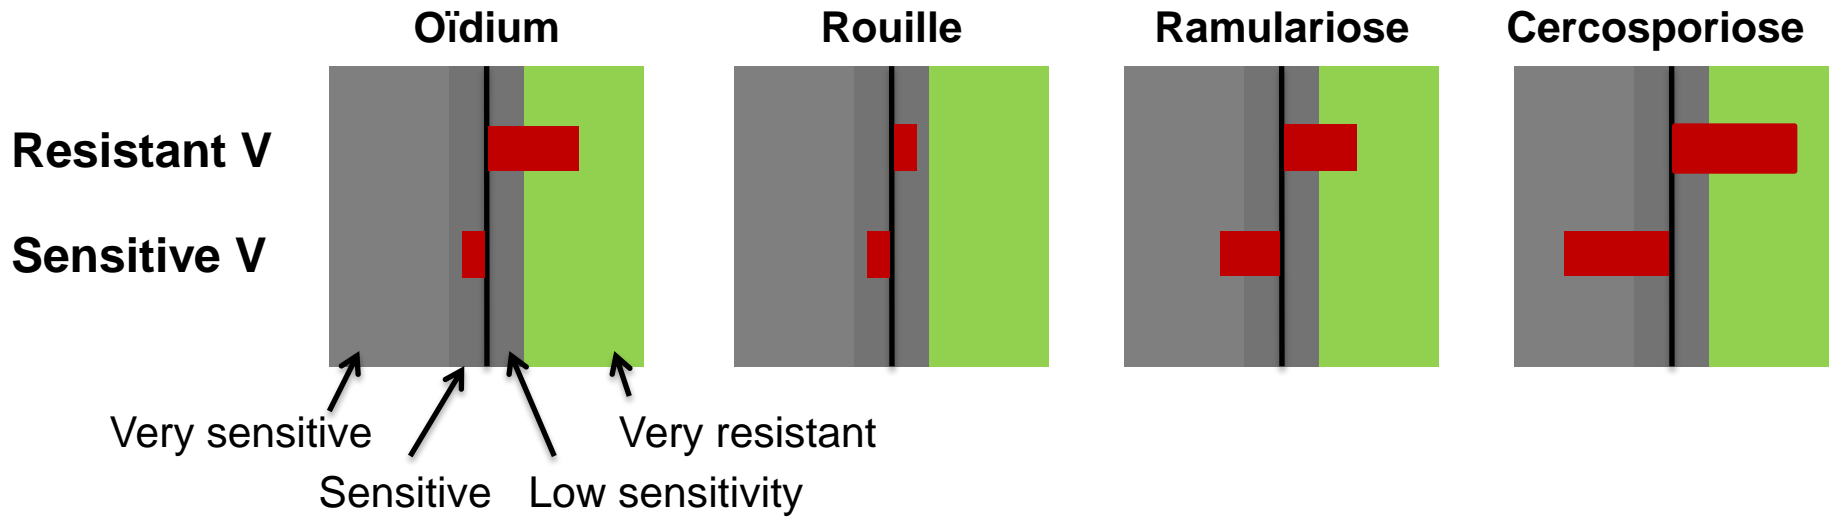 Oïdium
Rouille
Ramulariose
Cercosporiose
Resistant V
Sensitive V
Very sensitive
Very resistant
Sensitive
Low sensitivity